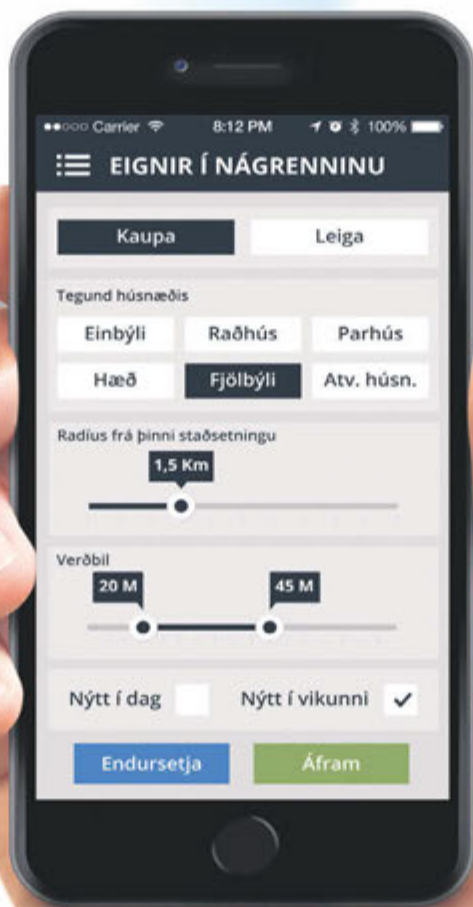 Carrier 8:12 PM 100%
EIGNIR Í NÁGRENNINU
Kaupa Leiga
Tegund húsnæðis
Einbýli Raðhús Parhús
Hæð Fjölbýli Atv. húsn.
Radíus frá þinni staðsetningu
1,5 Km
Verðbil
20 M 45 M
Nýtt í dag Nýtt í vikunni
Endursetja Áfram